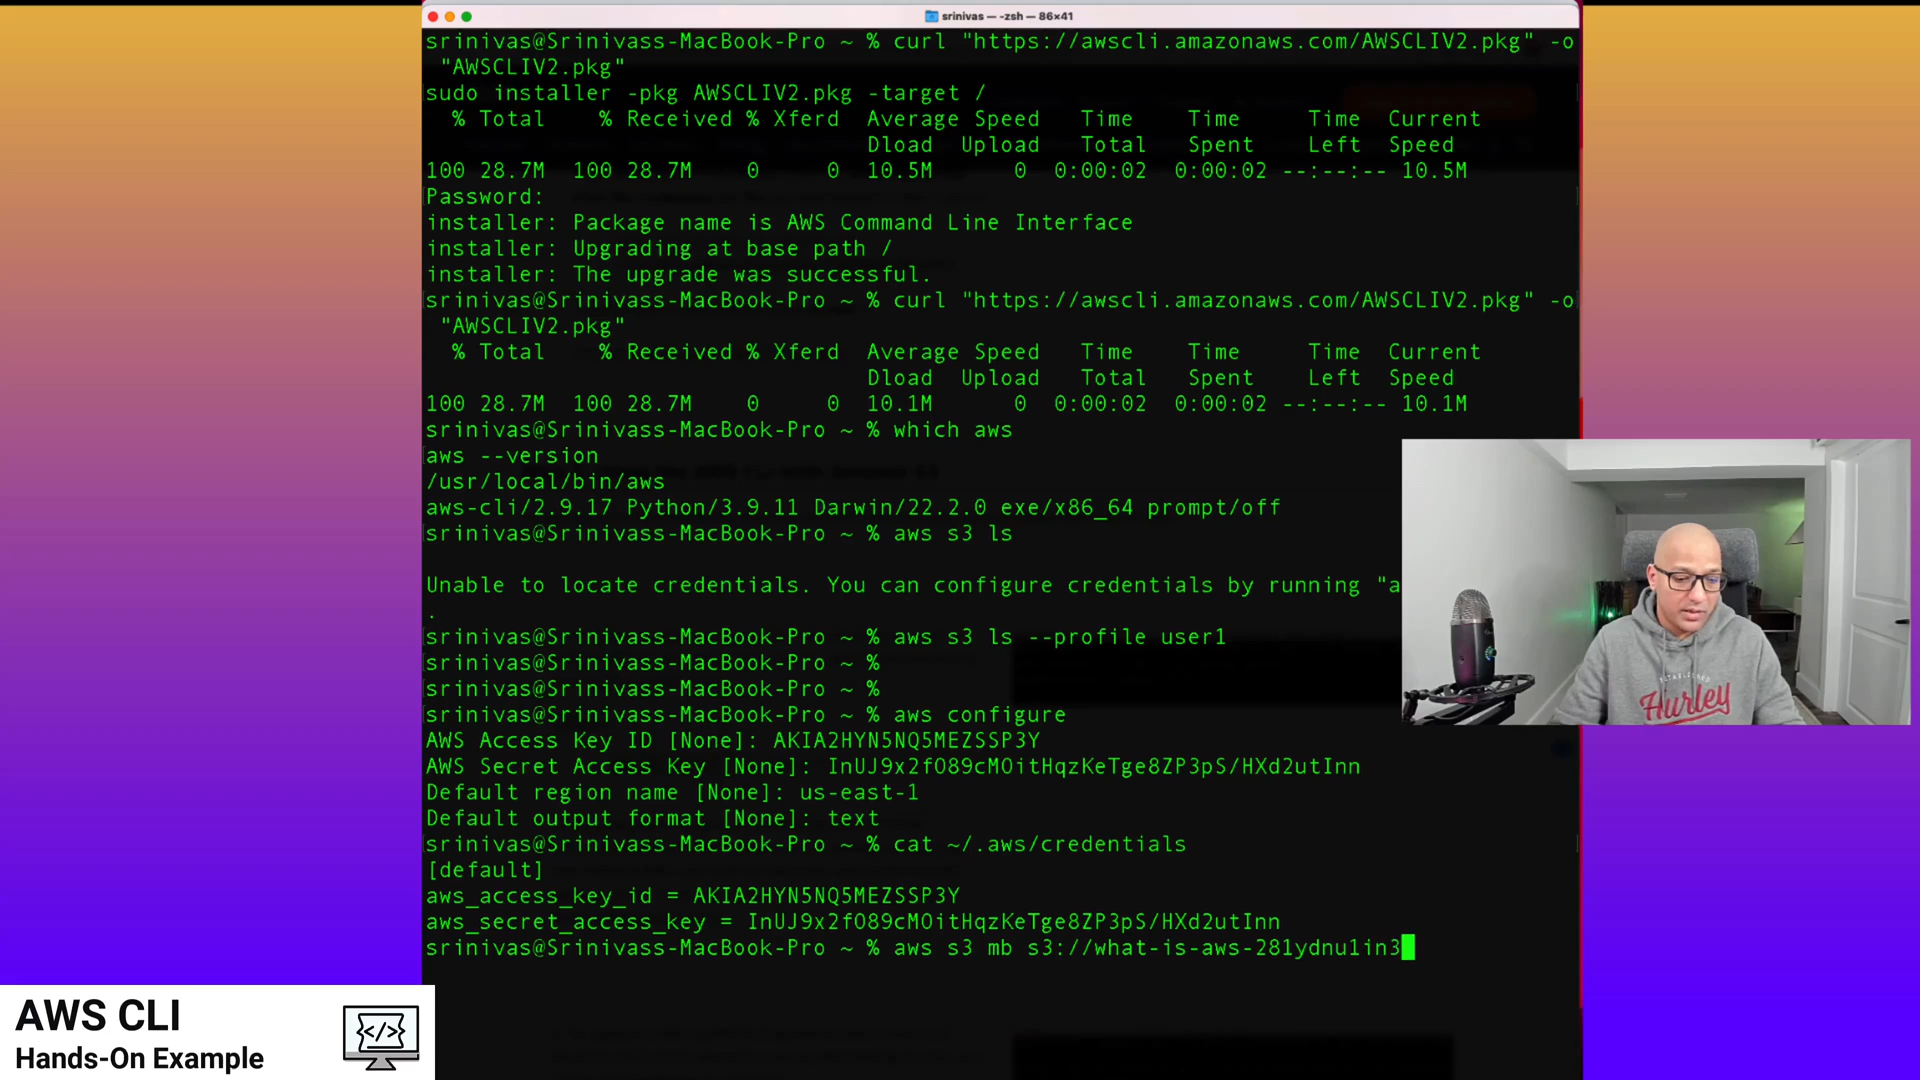 srinivas — -zsh — 86×41
srinivas@Srinivass-MacBook-Pro ~ % curl "https://awscli.amazonaws.com/AWSCLIV2.pkg" -o
"AWSCLIV2.pkg"
sudo installer -pkg AWSCLIV2.pkg -target /
% Total % Received % Xferd Average Speed Time Time Time Current
Dload Upload Total Spent Left Speed
100 28.7M 100 28.7M 0 0 10.5M 0 0:00:02 0:00:02 --:--:-- 10.5M
Password:
installer: Package name is AWS Command Line Interface
installer: Upgrading at base path /
installer: The upgrade was successful.
srinivas@Srinivass-MacBook-Pro ~ % curl "https://awscli.amazonaws.com/AWSCLIV2.pkg" -o
"AWSCLIV2.pkg"
% Total % Received % Xferd Average Speed Time Time Time Current
Dload Upload Total Spent Left Speed
100 28.7M 100 28.7M 0 0 10.1M 0 0:00:02 0:00:02 --:--:-- 10.1M
srinivas@Srinivass-MacBook-Pro ~ % which aws
aws --version
/usr/local/bin/aws
aws-cli/2.9.17 Python/3.9.11 Darwin/22.2.0 exe/x86_64 prompt/off
srinivas@Srinivass-MacBook-Pro ~ % aws s3 ls
Unable to locate credentials. You can configure credentials by running "a
.
srinivas@Srinivass-MacBook-Pro ~ % aws s3 ls --profile user1
srinivas@Srinivass-MacBook-Pro ~ %
srinivas@Srinivass-MacBook-Pro ~ %
srinivas@Srinivass-MacBook-Pro ~ % aws configure
AWS Access Key ID [None]: AKIA2HYN5NQ5MEZSSP3Y
AWS Secret Access Key [None]: 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
Default region name [None]: us-east-1
Default output format [None]: text
srinivas@Srinivass-MacBook-Pro ~ % cat ~/.aws/credentials
[default]
aws_access_key_id = AKIA2HYN5NQ5MEZSSP3Y
aws_secret_access_key = InUJ9x2fO89cMOitHqzKeTge8ZP3pS/HXd2utInn
srinivas@Srinivass-MacBook-Pro ~ % aws s3 mb s3://what-is-aws-281ydnu1in3
Hurley
AWS CLI
</>
Hands-On Example